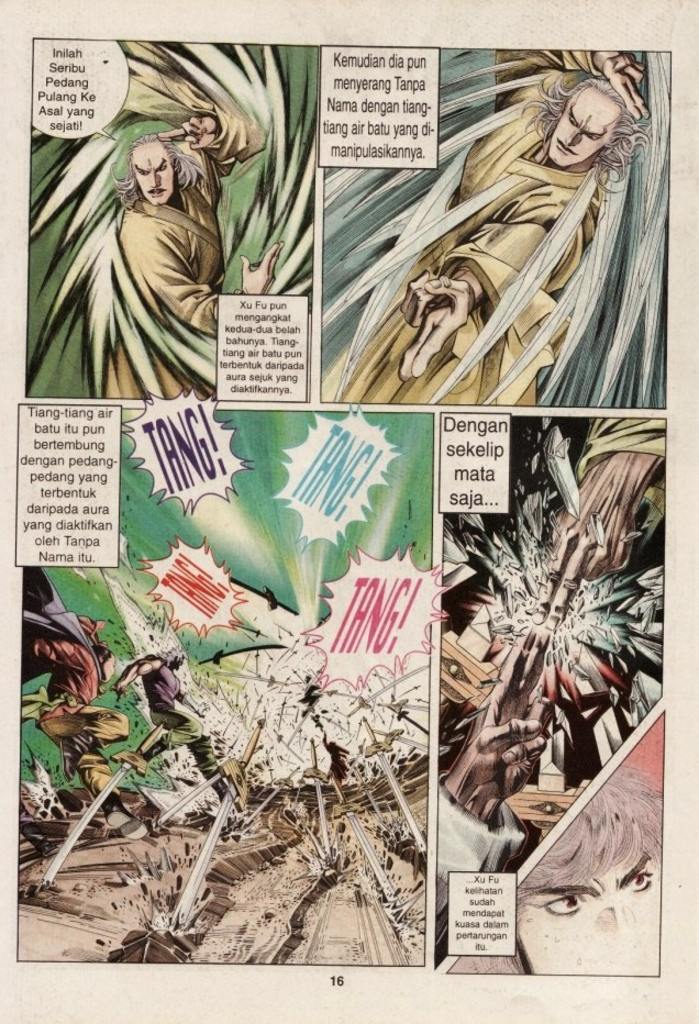 Inilah
Seribu
Pedang
Pulang Ke
Asal yang
sejati!
Kemudian dia pun
menyerang Tanpa
Nama dengan tiang-
tiang air batu yang di-
manipulasikannya.
Xu Fu pun
mengangkat
kedua-dua belah
bahunya. Tiang-
tiang air batu pun
terbentuk daripada
aura sejuk yang
diaktifkannya.
Tiang-tiang air
batu itu pun
bertembung
dengan pedang-
pedang yang
terbentuk
daripada aura
yang diaktifkan
oleh Tanpa
Nama itu.
TANG!
TANG!
TANG!
TANG!
Dengan
sekelip
mata
saja...
...Xu Fu
kelihatan
sudah
mendapat
kuasa dalam
pertarungan
itu.
16